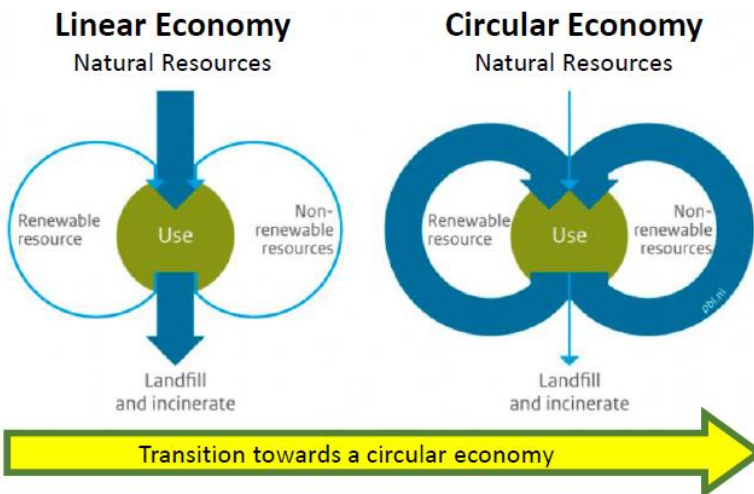 Linear Economy
Natural Resources
Renewable
resource
Use
Non-
renewable
resources
Landfill
and incinerate
Circular Economy
Natural Resources
Renewable
resource
Use
Non-
renewable
resources
pbl.nl
Landfill
and incinerate
Transition towards a circular economy